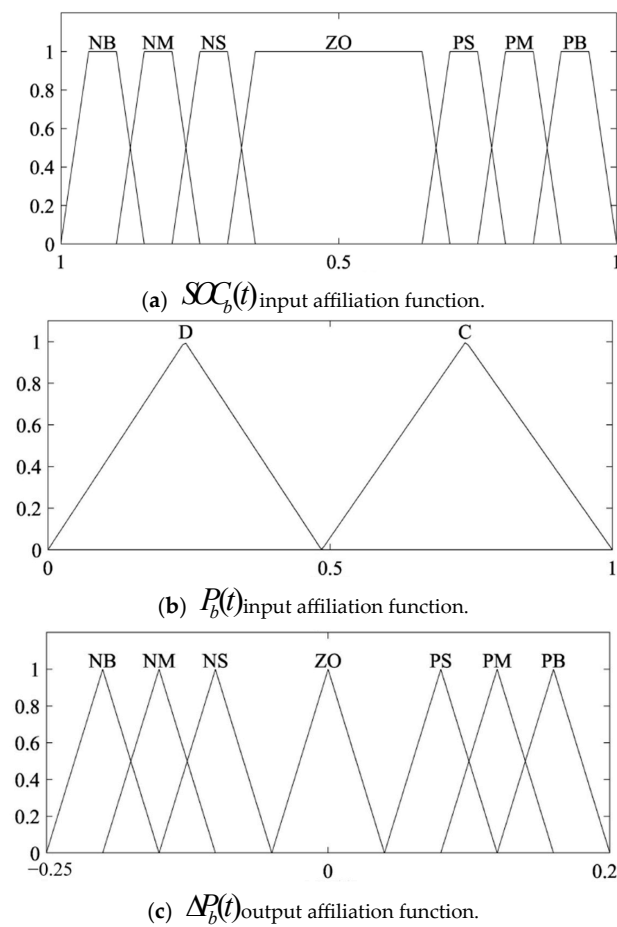 NB NM NS ZO PS PM PB
1
0.8
0.6
0.4
0.2
0
1 0.5 1
(a) SOC_b(t) input affiliation function.
D C
1
0.8
0.6
0.4
0.2
0
0 0.5 1
(b) P_b(t) input affiliation function.
NB NM NS ZO PS PM PB
1
0.8
0.6
0.4
0.2
0
−0.25 0 0.2
(c) ΔP_b(t) output affiliation function.